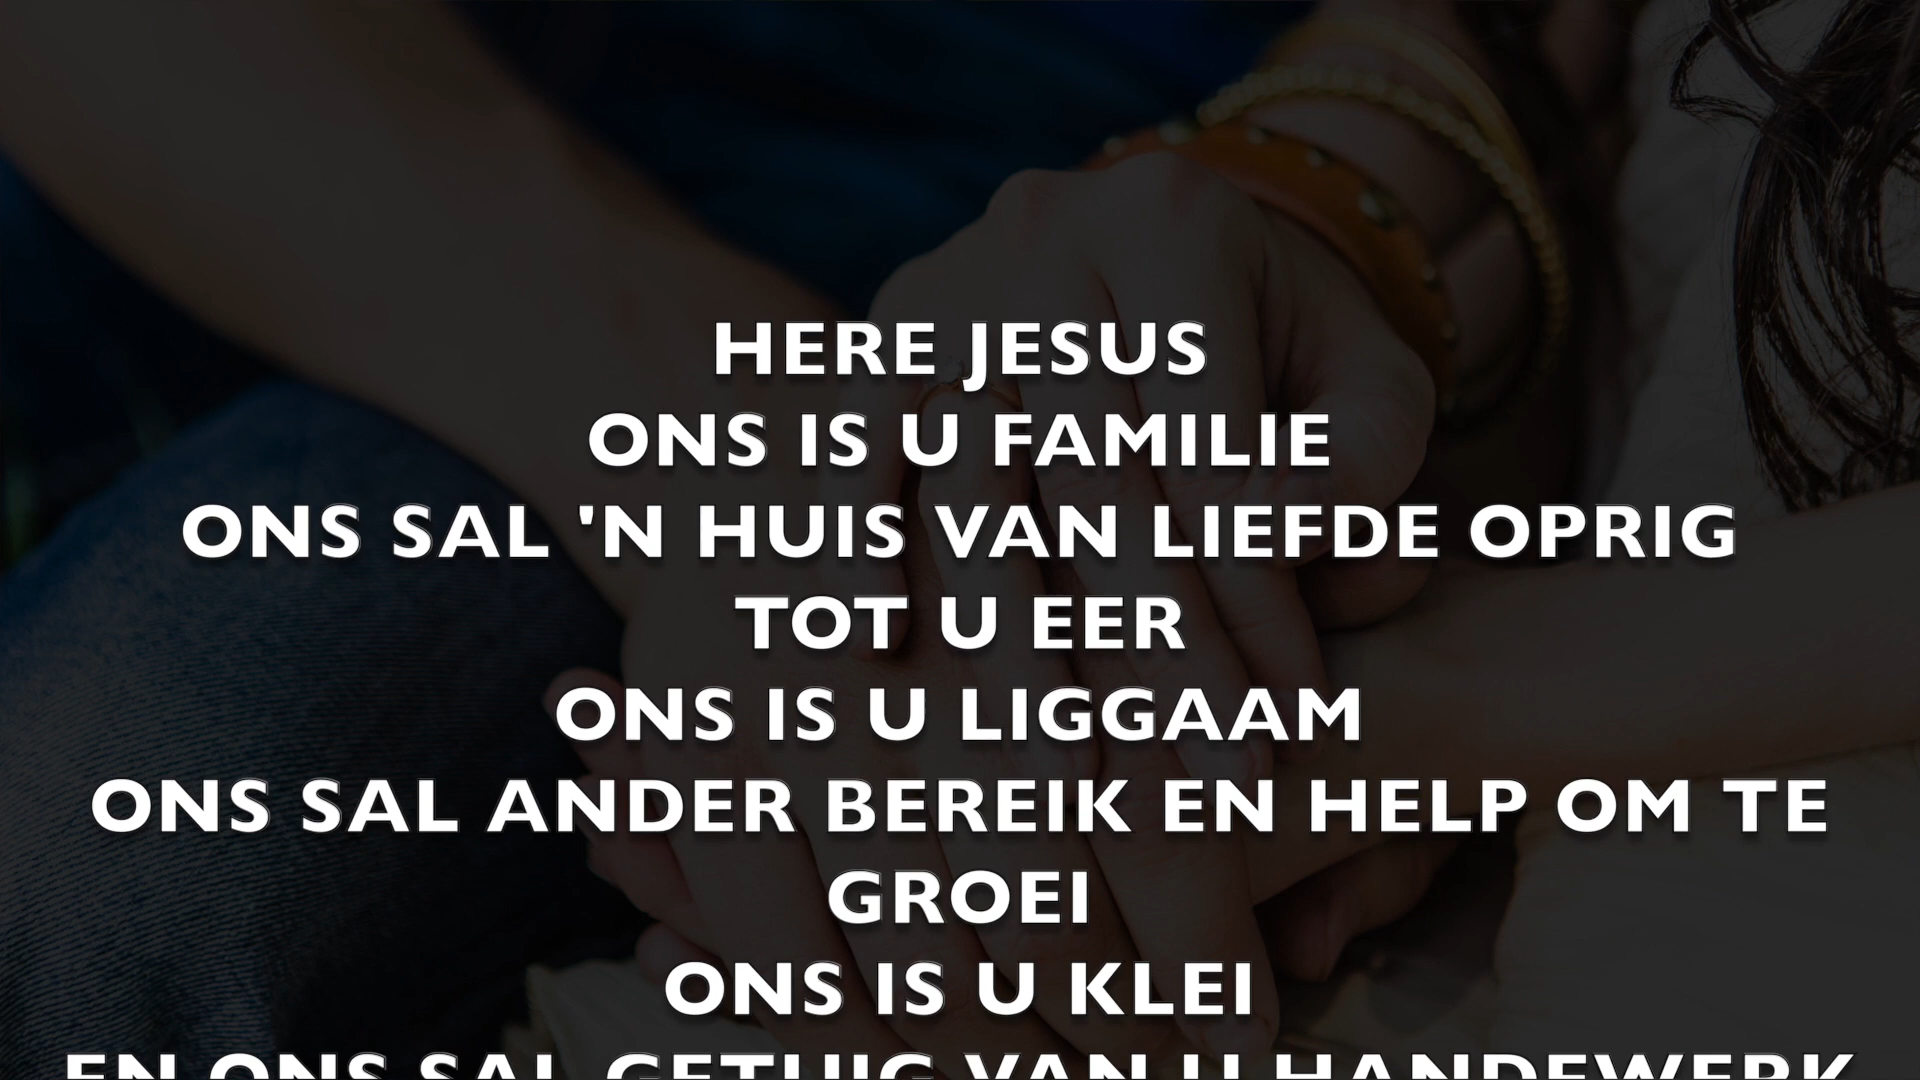 HERE JESUS
ONS IS U FAMILIE
ONS SAL 'N HUIS VAN LIEFDE OPRIG
TOT U EER
ONS IS U LIGGAAM
ONS SAL ANDER BEREIK EN HELP OM TE
GROEI
ONS IS U KLEI
EN ONS SAL GETUIG VAN U HANDEWERK